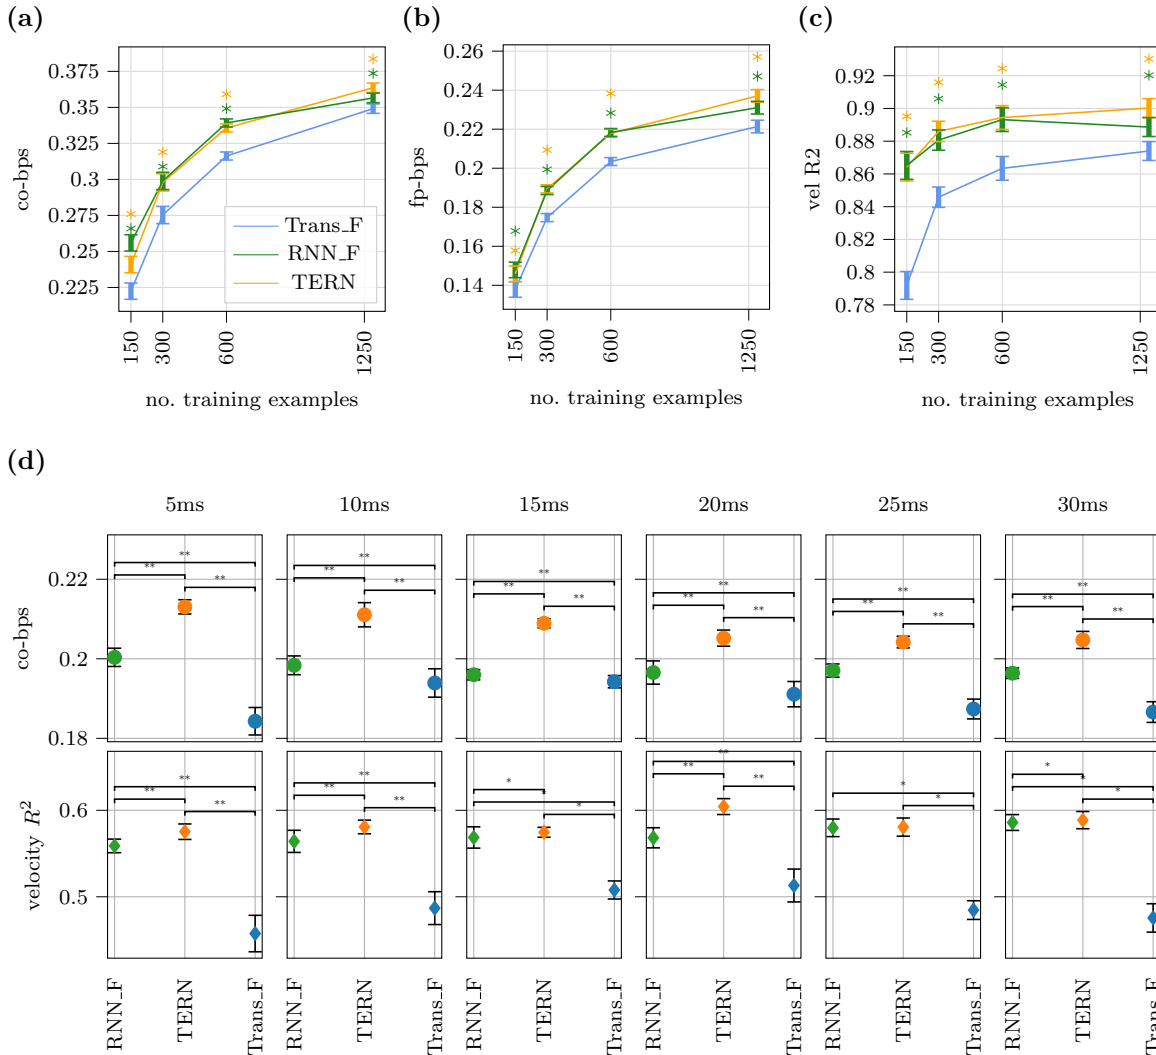 (a)
(b)
(c)
co-bps
0.375
0.35
0.325
0.3
0.275
0.25
0.225
Trans_F
RNN_F
TERN
150
300
600
1250
no. training examples
fp-bps
0.26
0.24
0.22
0.2
0.18
0.16
0.14
150
300
600
1250
no. training examples
vel R2
0.92
0.9
0.88
0.86
0.84
0.82
0.8
0.78
150
300
600
1250
no. training examples
(d)
5ms
10ms
15ms
20ms
25ms
30ms
co-bps
0.22
0.2
0.18
** ** **
** ** **
** ** **
** ** **
** ** **
** ** **
velocity R²
0.6
0.5
** ** **
** ** **
* * *
** ** **
* *
* * *
RNN_F
TERN
Trans_F
RNN_F
TERN
Trans_F
RNN_F
TERN
Trans_F
RNN_F
TERN
Trans_F
RNN_F
TERN
Trans_F
RNN_F
TERN
Trans_F